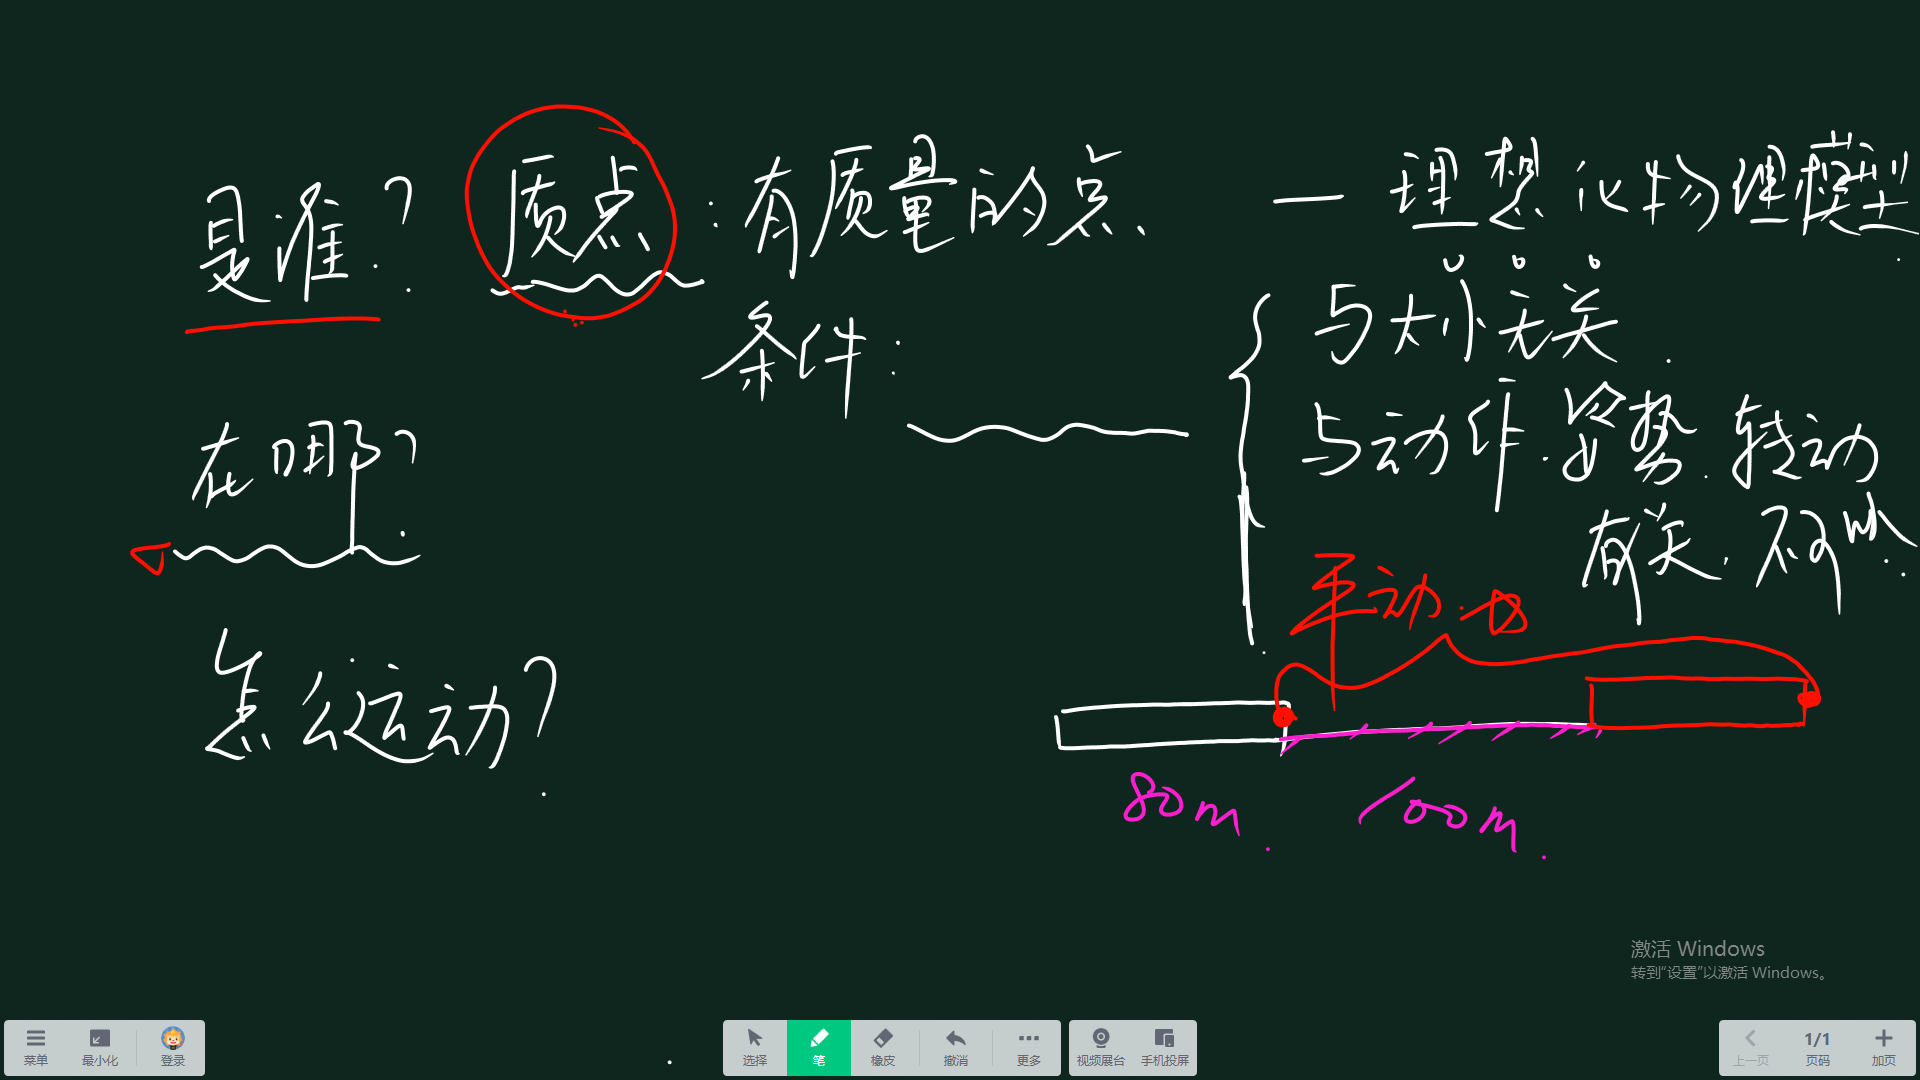 是谁？ 质点：有质量的点. — 理想化物理模型.
条件： 与大小无关.
与动作.姿势.转动
有关，不可以.
在哪？
平动.
怎么运动？
80m. 100m.
激活 Windows
转到“设置”以激活 Windows。
菜单 最小化 登录 选择 笔 橡皮 撤消 更多 视频展台 手机投屏 上一页 1/1 页码 加页